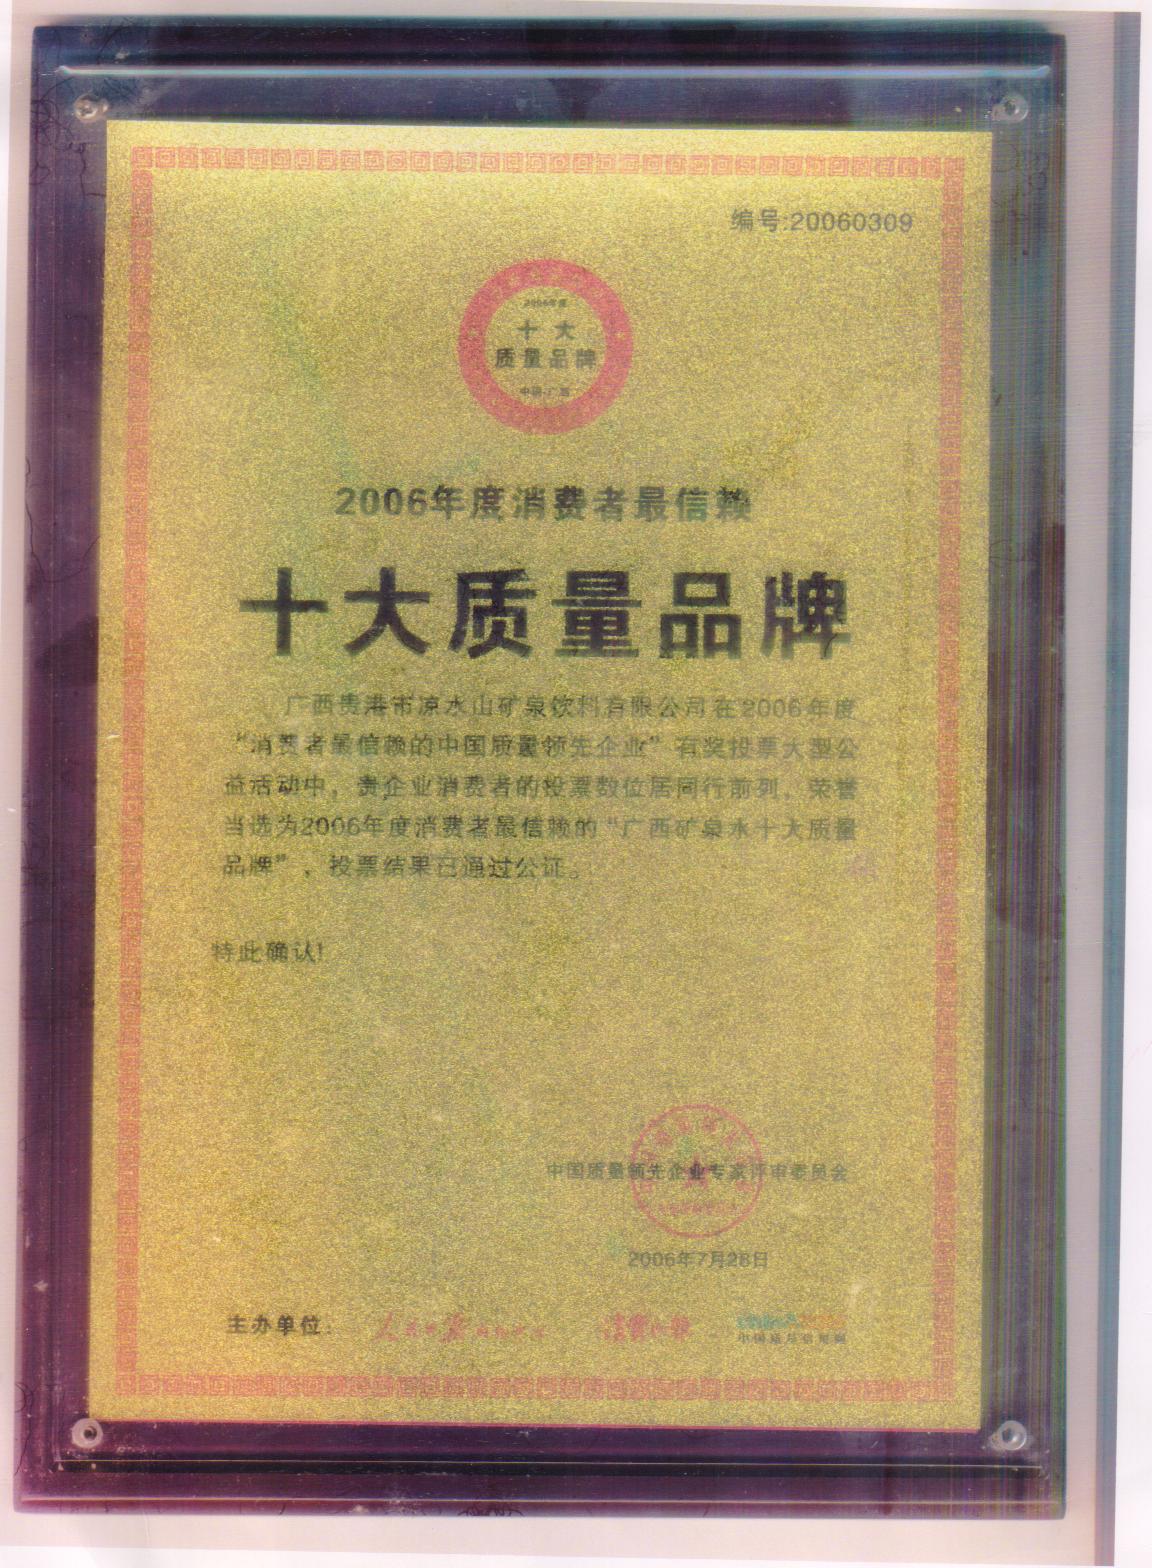 编号:20060309
2006年度
十大
质量品牌
2006年度消费者最信赖
十大质量品牌
广西贵港市凉水山矿泉饮料有限公司在2006年度
“消费者最信赖的中国质量领先企业”有奖投票大型公
益活动中，贵企业消费者的投票数位居同行前列，荣誉
当选为2006年度消费者最信赖的“广西矿泉水十大质量
品牌”，投票结果已通过公证。
特此确认!
中国质量领先企业专家评审委员会
2006年7月28日
主办单位：
人民日报
消费日报